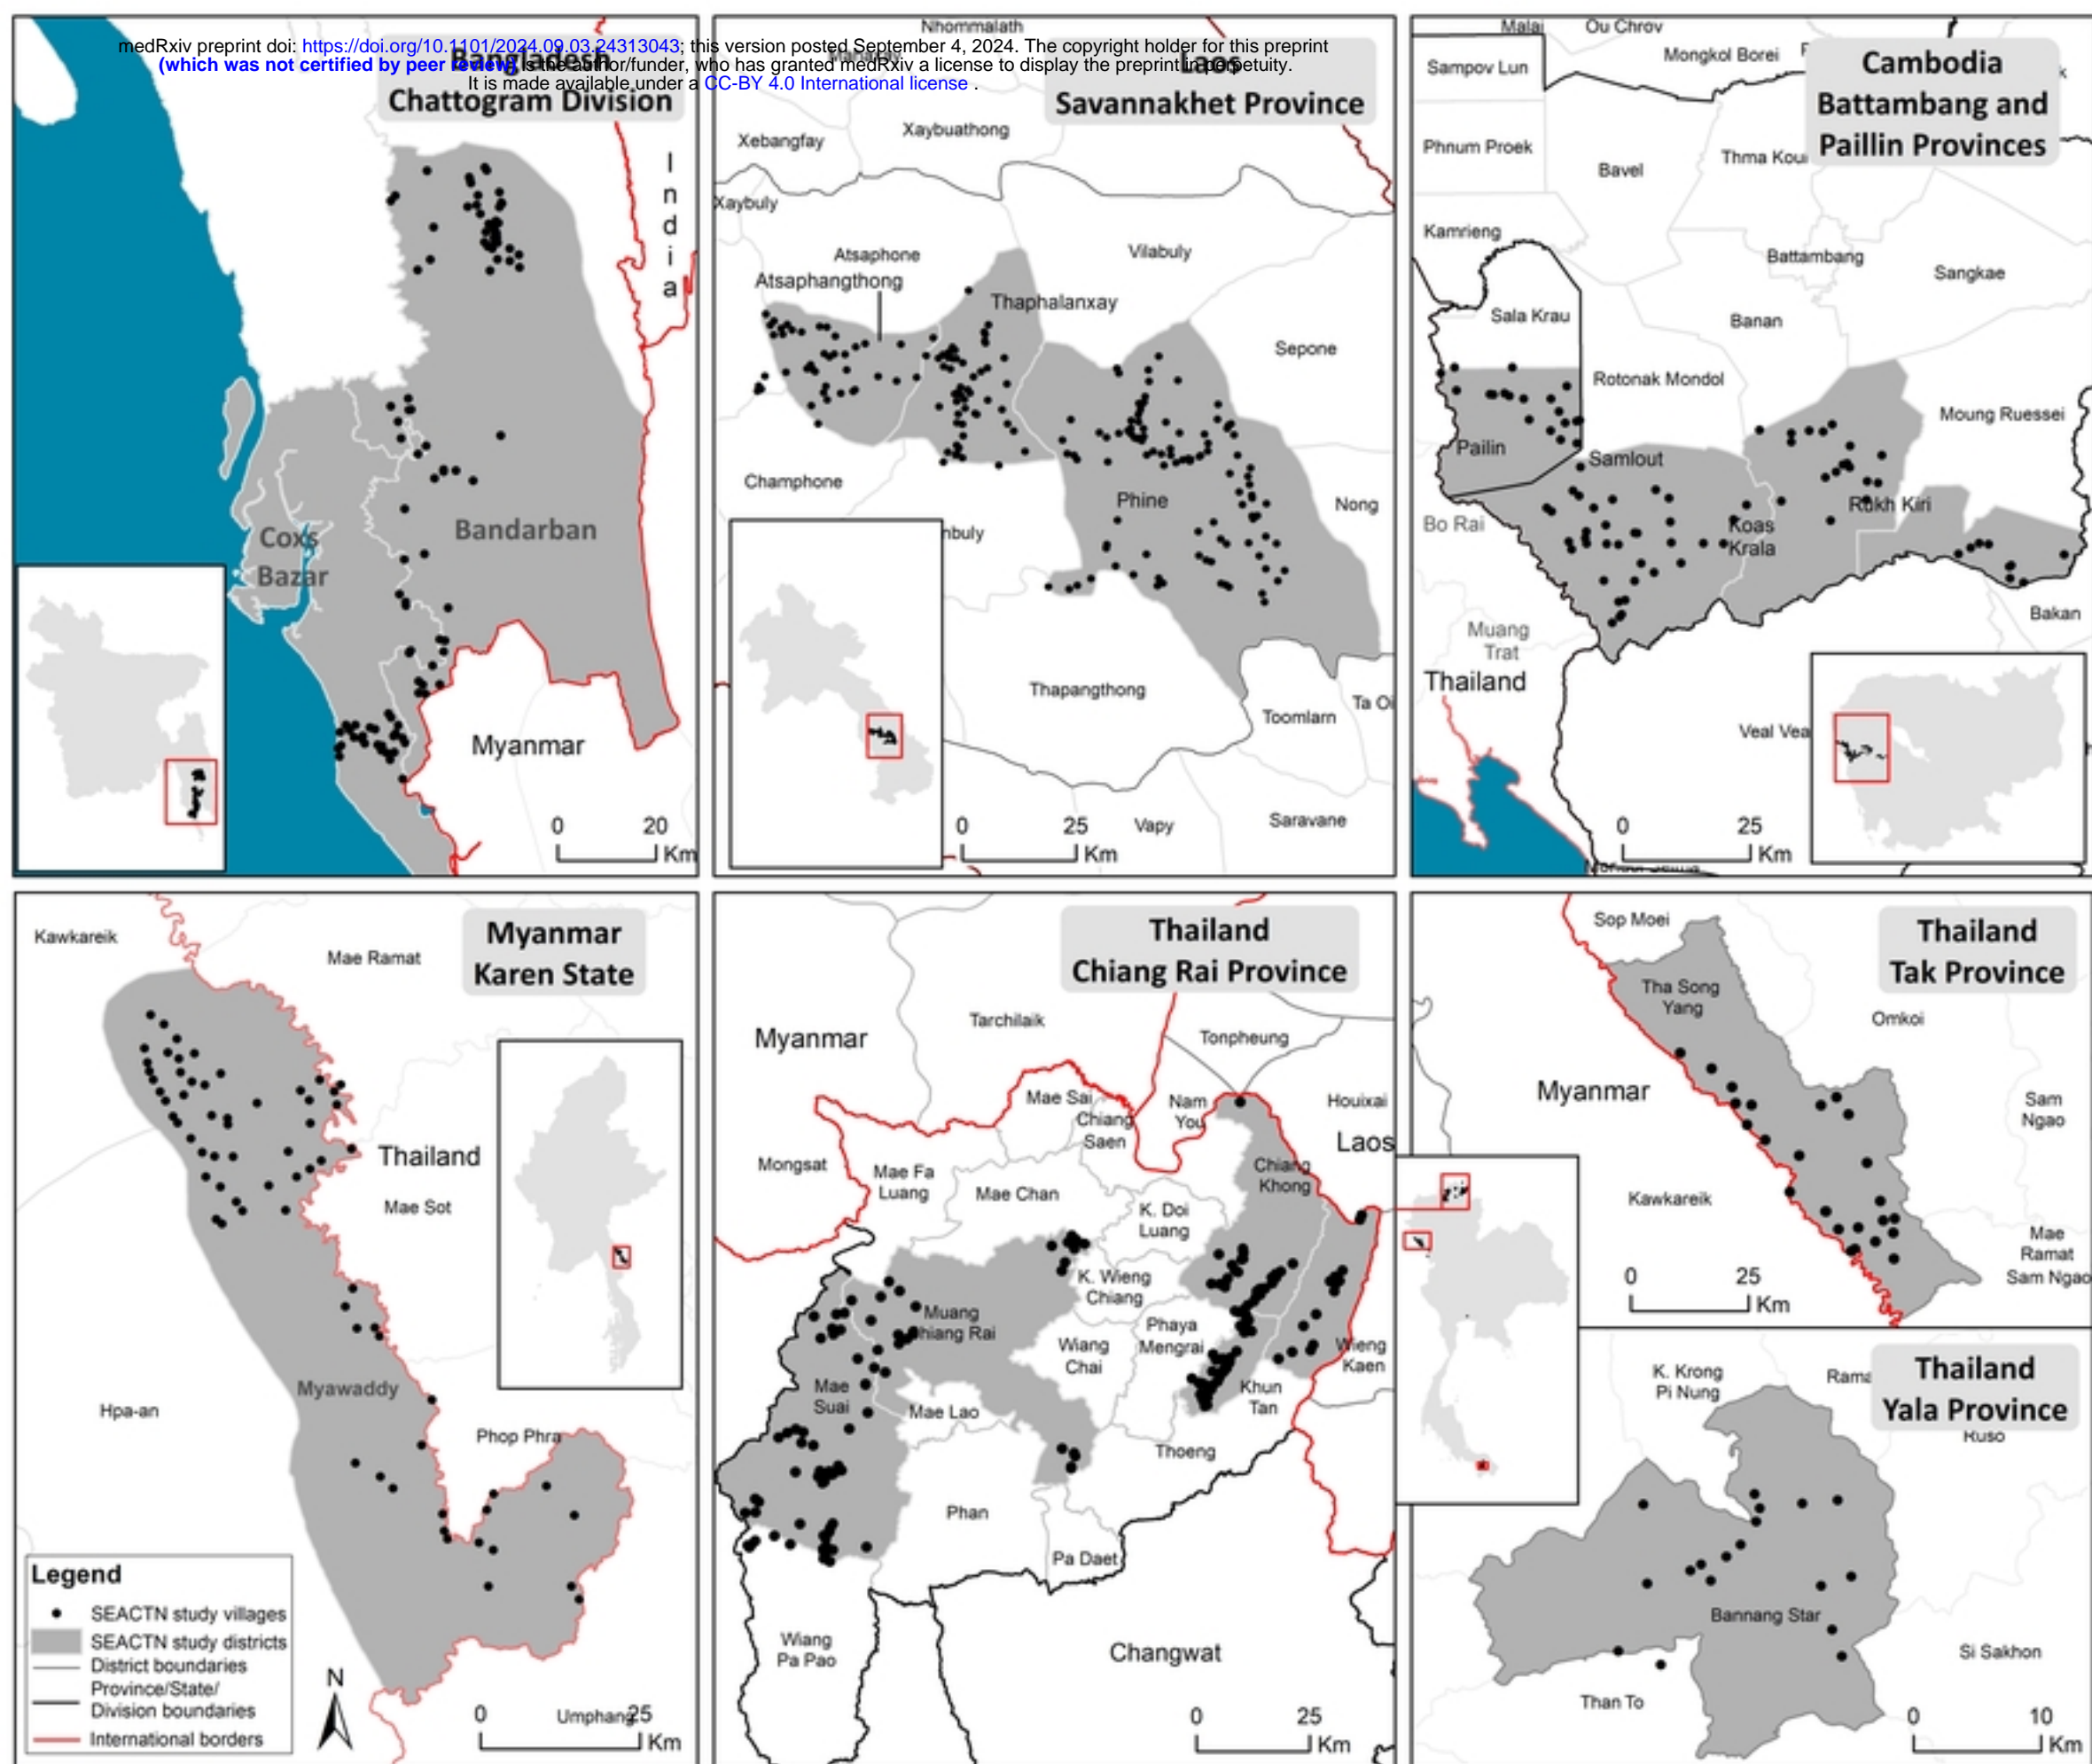 medRxiv preprint doi: https://doi.org/10.1101/2024.09.03.24313043; this version posted September 4, 2024. The copyright holder for this preprint
(which was not certified by peer review) is the author/funder, who has granted medRxiv a license to display the preprint in perpetuity.
It is made available under a CC-BY 4.0 International license .
Bangladesh
Chattogram Division
India
Coxs
Bazar
Bandarban
Myanmar
0 20
Km
Nhommalath
Laos
Savannakhet Province
Xebangfay
Xaybuathong
Xaybuly
Atsaphone
Atsaphangthong
Vilabuly
Thaphalanxay
Sepone
Champhone
Phine
Nong
nbuly
Thapangthong
Toomlarn
Ta Oi
Vapy
Saravane
0 25
Km
Malai
Ou Chrov
Mongkol Borei
Sampov Lun
Cambodia
Battambang and
Paillin Provinces
Phnum Proek
Bavel
Thma Koul
Kamrieng
Battambang
Sangkae
Sala Krau
Banan
Rotonak Mondol
Moung Ruessei
Pailin
Samlout
Bo Rai
Koas
Krala
Rukh Kiri
Muang
Trat
Thailand
Bakan
Veal Vea
0 25
Km
Kawkareik
Mae Ramat
Myanmar
Karen State
Thailand
Mae Sot
Myawaddy
Hpa-an
Phop Phra
Umphang
0 25
Km
N
Legend
SEACTN study villages
SEACTN study districts
District boundaries
Province/State/
Division boundaries
International borders
Thailand
Chiang Rai Province
Myanmar
Tarchilaik
Tonpheung
Mae Sai
Chiang
Saen
Nam
You
Houixai
Laos
Mongsat
Mae Fa
Luang
Mae Chan
Chiang
Khong
K. Doi
Luang
K. Wieng
Chiang
Muang
Chiang Rai
Phaya
Mengrai
Wiang
Chai
Wieng
Kaen
Mae
Suai
Mae Lao
Khun
Tan
Thoeng
Phan
Pa Daet
Wiang
Pa Pao
Changwat
0 25
Km
Sop Moei
Thailand
Tak Province
Tha Song
Yang
Omkoi
Myanmar
Sam
Ngao
Kawkareik
Mae
Ramat
Sam Ngao
0 25
Km
K. Krong
Pi Nung
Rama
Thailand
Yala Province
Ruso
Bannang Star
Si Sakhon
Than To
0 10
Km